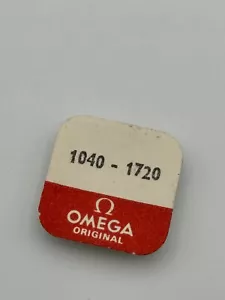 1040 - 1720
Ω
OMEGA
ORIGINAL